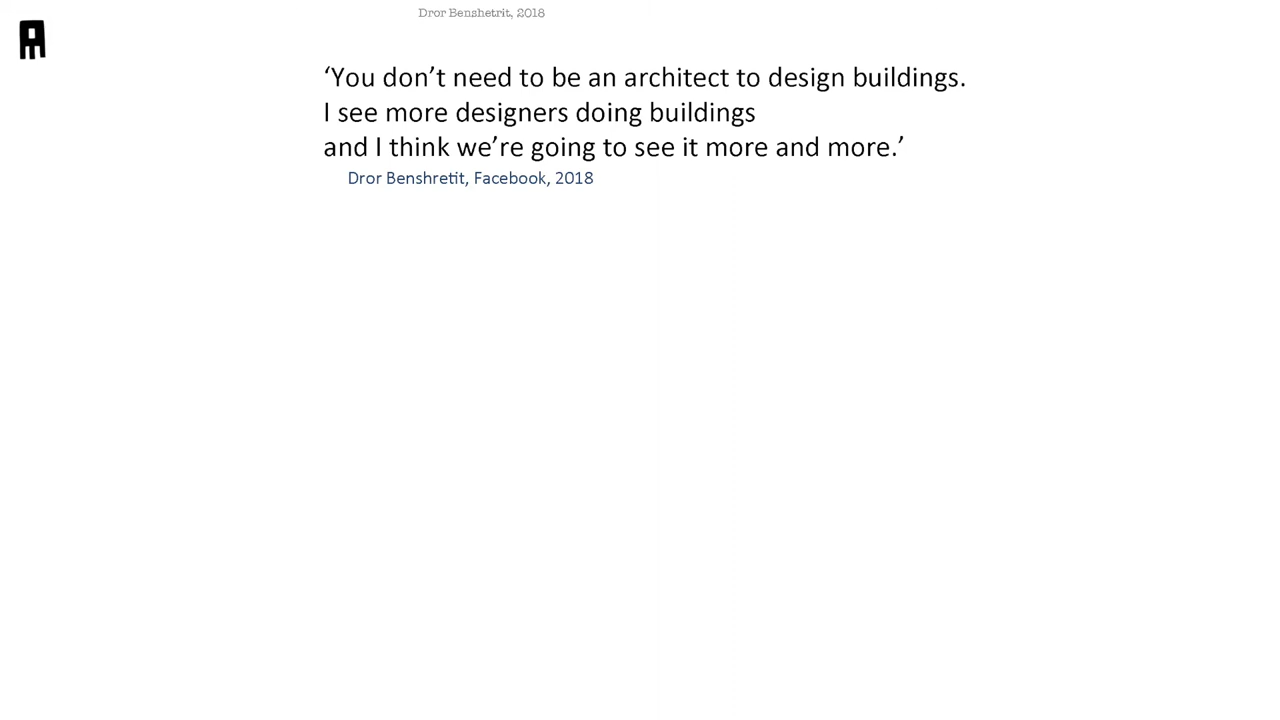 Dror Benshetrit, 2018
‘You don’t need to be an architect to design buildings.
I see more designers doing buildings
and I think we’re going to see it more and more.’
Dror Benshretit, Facebook, 2018